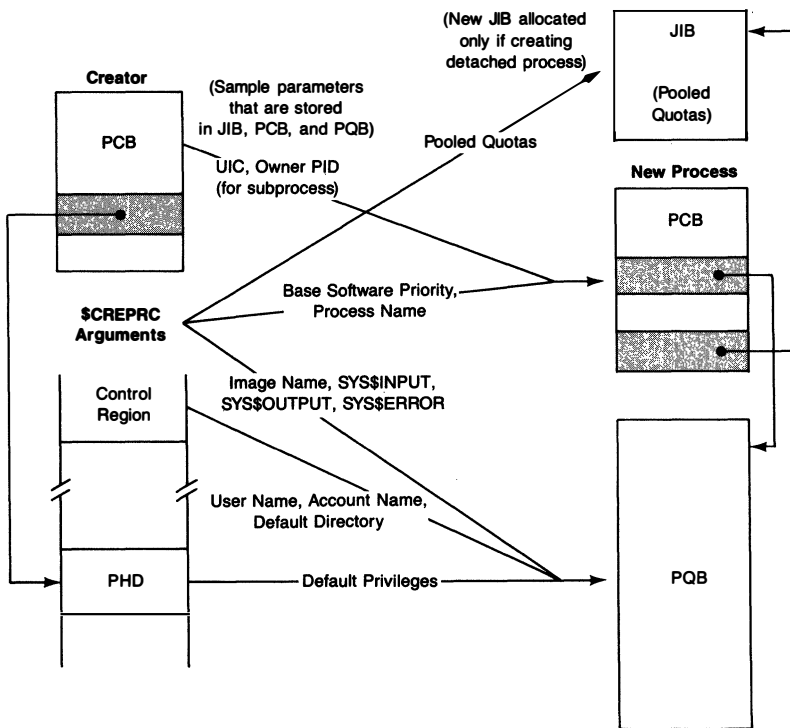 (New JIB allocated
only if creating
detached process)
JIB
(Pooled
Quotas)
Creator
PCB
(Sample parameters
that are stored
in JIB, PCB, and PQB)
Pooled Quotas
UIC, Owner PID
(for subprocess)
New Process
PCB
$CREPRC
Arguments
Base Software Priority,
Process Name
Control
Region
Image Name, SYS$INPUT,
SYS$OUTPUT, SYS$ERROR
User Name, Account Name,
Default Directory
PHD
Default Privileges
PQB